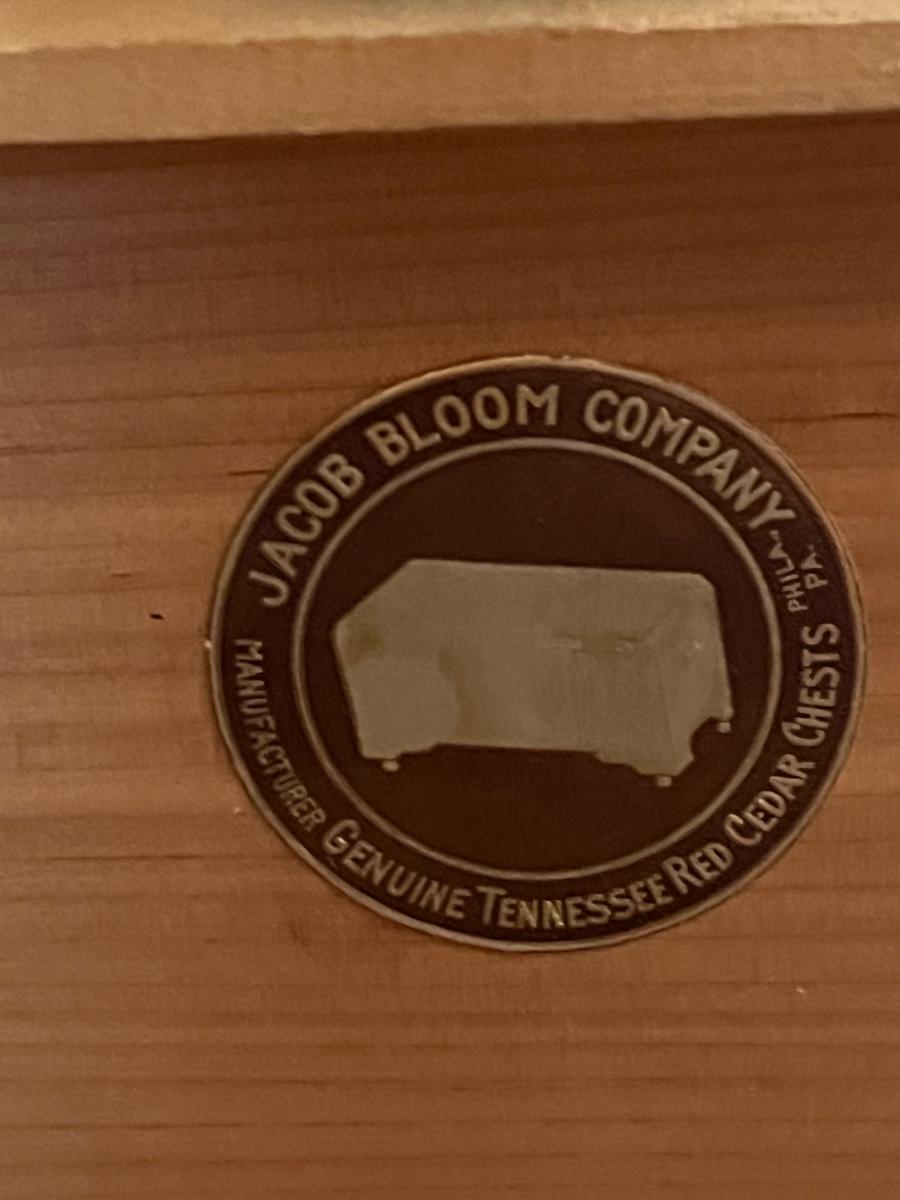 JACOB BLOOM COMPANY.
PHILA.,
PA.
MANUFACTURER GENUINE TENNESSEE RED CEDAR CHESTS